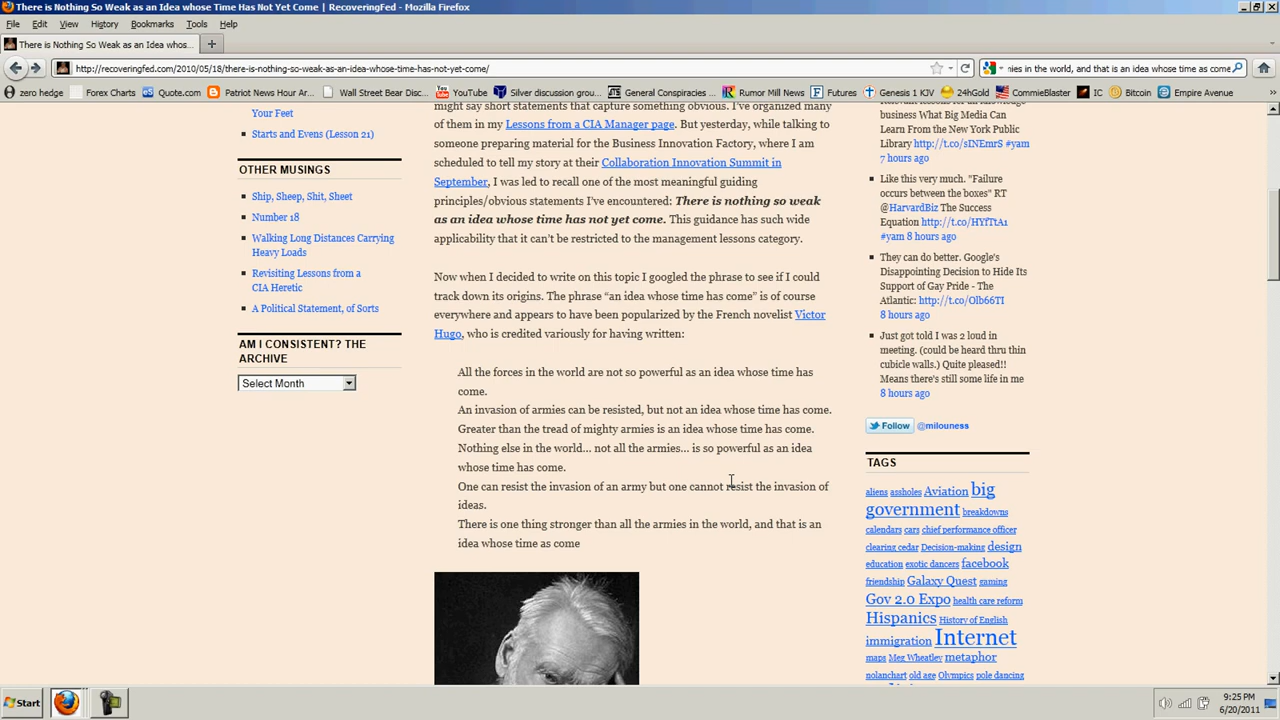 There is Nothing So Weak as an Idea whose Time Has Not Yet Come | RecoveringFed - Mozilla Firefox
File Edit View History Bookmarks Tools Help
There is Nothing So Weak as an Idea whos...
http://recoveringfed.com/2010/05/18/there-is-nothing-so-weak-as-an-idea-whose-time-has-not-yet-come/
nies in the world, and that is an idea whose time as come
zero hedge Forex Charts Quote.com Patriot News Hour Wall Street Bear Disc... YouTube Silver discussion grou... General Conspiracies ... Rumor Mill News Futures Genesis 1 KJV 24hGold CommieBlaster IC Bitcoin Empire Avenue
Your Feet
Starts and Evens (Lesson 21)
OTHER MUSINGS
Ship, Sheep, Shit, Sheet
Number 18
Walking Long Distances Carrying
Heavy Loads
Revisiting Lessons from a
CIA Heretic
A Political Statement, of Sorts
AM I CONSISTENT? THE
ARCHIVE
Select Month
might say short statements that capture something obvious. I've organized many
of them in my Lessons from a CIA Manager page. But yesterday, while talking to
someone preparing material for the Business Innovation Factory, where I am
scheduled to tell my story at their Collaboration Innovation Summit in
September, I was led to recall one of the most meaningful guiding
principles/obvious statements I've encountered: There is nothing so weak
as an idea whose time has not yet come. This guidance has such wide
applicability that it can't be restricted to the management lessons category.
Now when I decided to write on this topic I googled the phrase to see if I could
track down its origins. The phrase “an idea whose time has come” is of course
everywhere and appears to have been popularized by the French novelist Victor
Hugo, who is credited variously for having written:
All the forces in the world are not so powerful as an idea whose time has
come.
An invasion of armies can be resisted, but not an idea whose time has come.
Greater than the tread of mighty armies is an idea whose time has come.
Nothing else in the world... not all the armies... is so powerful as an idea
whose time has come.
One can resist the invasion of an army but one cannot resist the invasion of
ideas.
There is one thing stronger than all the armies in the world, and that is an
idea whose time as come
business What Big Media Can
Learn From the New York Public
Library http://t.co/sINEmrS #yam
7 hours ago
Like this very much. "Failure
occurs between the boxes" RT
@HarvardBiz The Success
Equation http://t.co/HYfTtA1
#yam 8 hours ago
They can do better. Google's
Disappointing Decision to Hide Its
Support of Gay Pride - The
Atlantic: http://t.co/Olb66TI
8 hours ago
Just got told I was 2 loud in
meeting. (could be heard thru thin
cubicle walls.) Quite pleased!!
Means there's still some life in me
8 hours ago
Follow @milouness
TAGS
aliens assholes Aviation big
government breakdowns
calendars cars chief performance officer
clearing cedar Decision-making design
education exotic dancers facebook
friendship Galaxy Quest gaming
Gov 2.0 Expo health care reform
Hispanics History of English
immigration Internet
maps Meg Wheatley metaphor
nolanchart old age Olympics pole dancing
Start
9:25 PM
6/20/2011